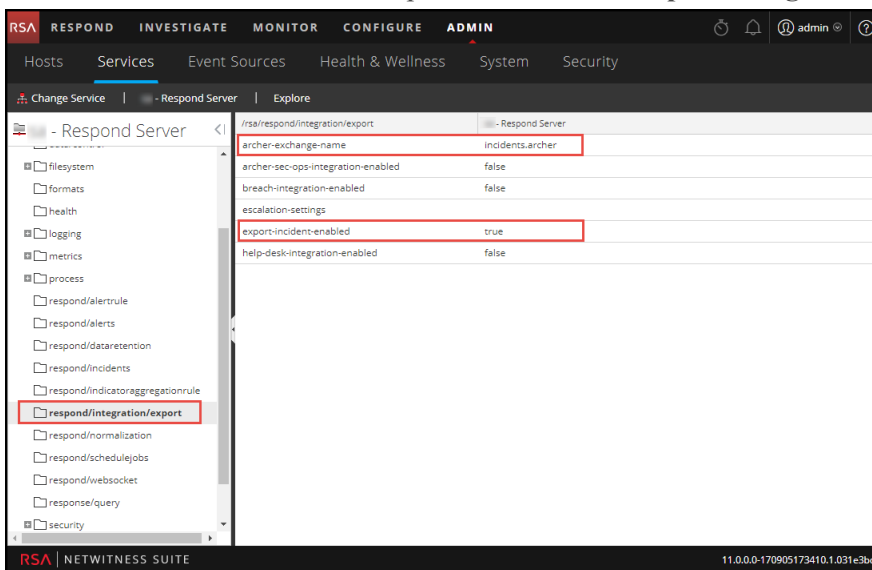 RSA RESPOND INVESTIGATE MONITOR CONFIGURE ADMIN admin
Hosts Services Event Sources Health & Wellness System Security
Change Service | - Respond Server | Explore
- Respond Server
filesystem
formats
health
logging
metrics
process
respond/alertrule
respond/alerts
respond/dataretention
respond/incidents
respond/indicatoraggregationrule
respond/integration/export
respond/normalization
respond/schedulejobs
respond/websocket
response/query
security
/rsa/respond/integration/export - Respond Server
archer-exchange-name incidents.archer
archer-sec-ops-integration-enabled false
breach-integration-enabled false
escalation-settings
export-incident-enabled true
help-desk-integration-enabled false
RSA | NETWITNESS SUITE 11.0.0.0-170905173410.1.031e3bc